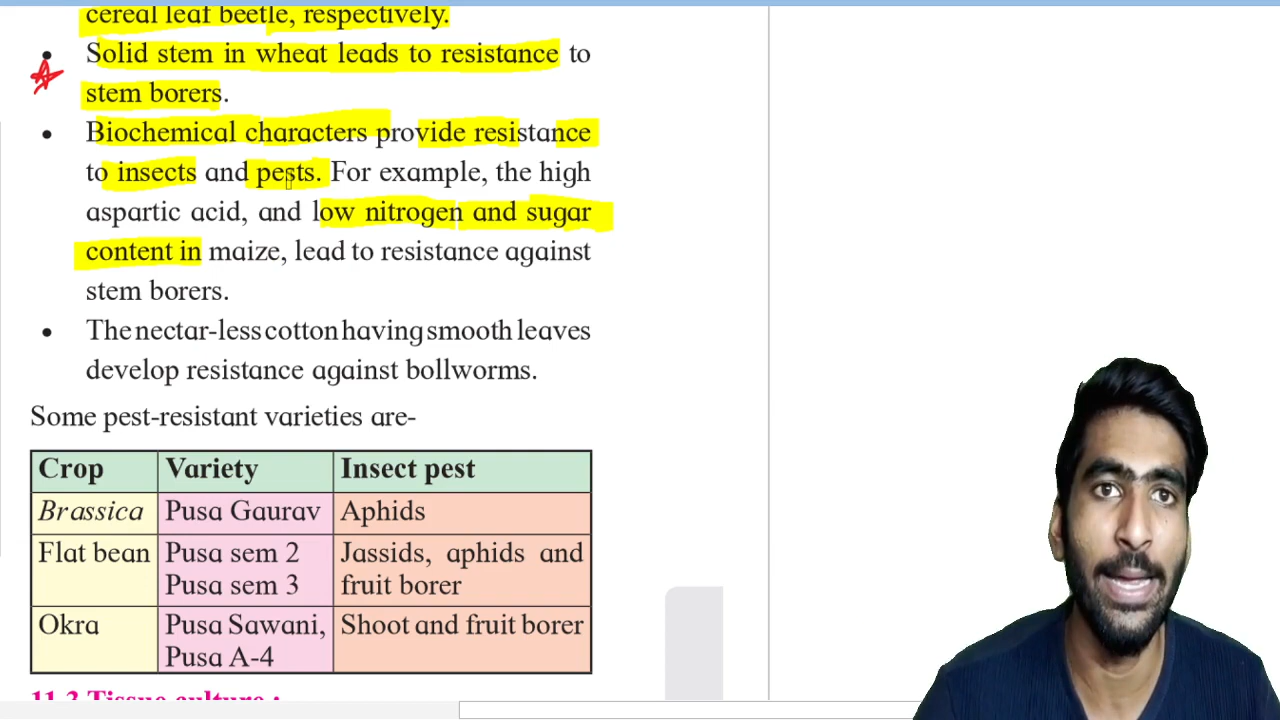 cereal leaf beetle, respectively.
• Solid stem in wheat leads to resistance to
stem borers.
• Biochemical characters provide resistance
to insects and pests. For example, the high
aspartic acid, and low nitrogen and sugar
content in maize, lead to resistance against
stem borers.
• The nectar-less cotton having smooth leaves
develop resistance against bollworms.
Some pest-resistant varieties are-
Crop Variety Insect pest
Brassica Pusa Gaurav Aphids
Flat bean Pusa sem 2 Jassids, aphids and
Pusa sem 3 fruit borer
Okra Pusa Sawani, Shoot and fruit borer
Pusa A-4
11.3 Tissue culture :